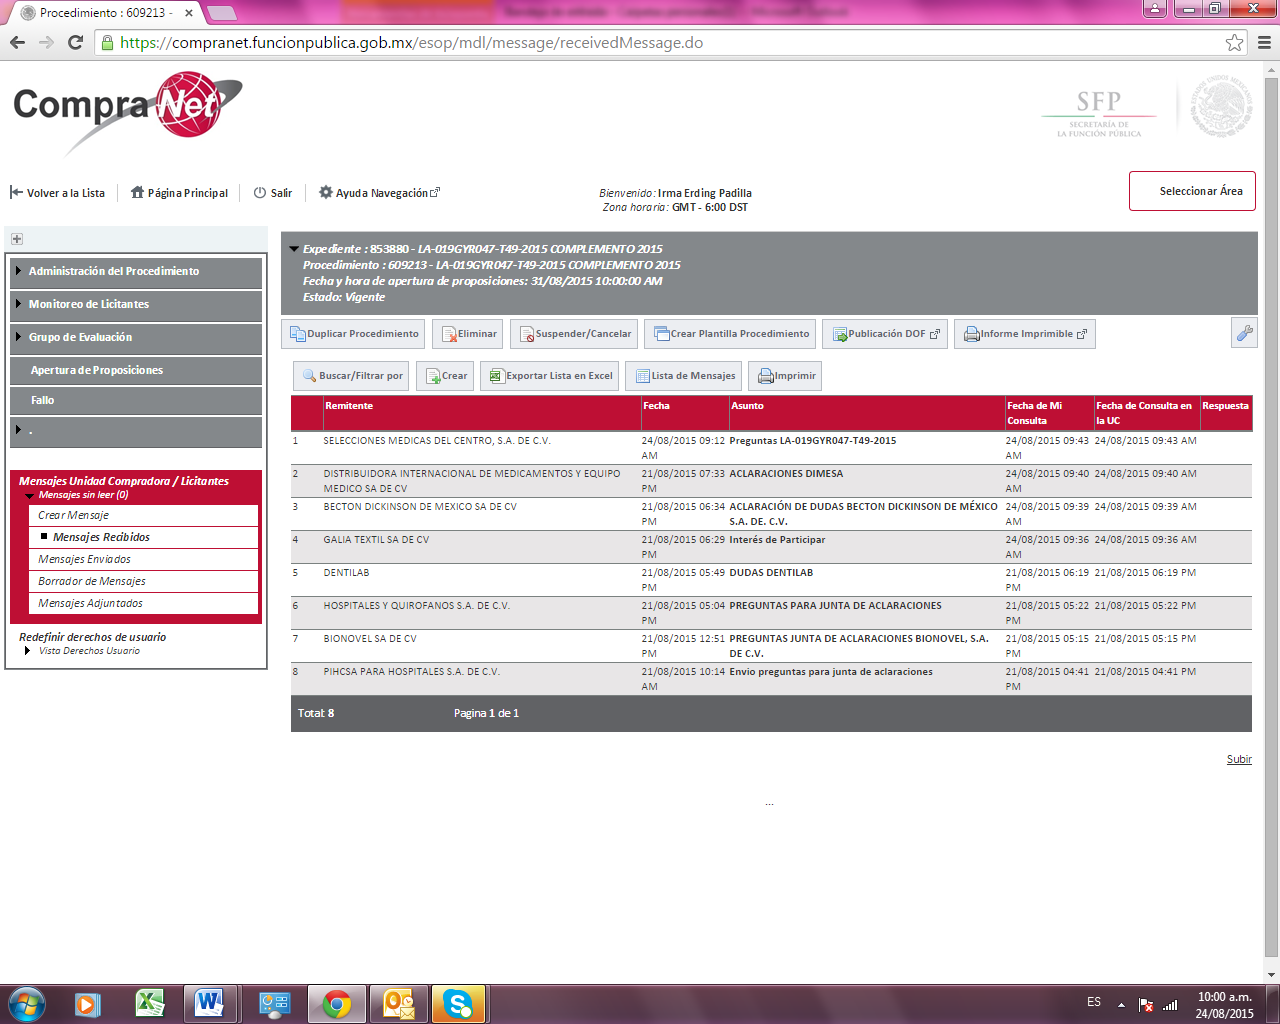 Procedimiento : 609213 -
https://compranet.funcionpublica.gob.mx/esop/mdl/message/receivedMessage.do
CompraNet
SFP
SECRETARÍA DE
LA FUNCIÓN PÚBLICA
Volver a la Lista
Página Principal
Salir
Ayuda Navegación
Bienvenido: Irma Erding Padilla
Zona horaria: GMT - 6:00 DST
Seleccionar Área
Administración del Procedimiento
Monitoreo de Licitantes
Grupo de Evaluación
Apertura de Proposiciones
Fallo
.
Mensajes Unidad Compradora / Licitantes
Mensajes sin leer (0)
Crear Mensaje
Mensajes Recibidos
Mensajes Enviados
Borrador de Mensajes
Mensajes Adjuntados
Redefinir derechos de usuario
Vista Derechos Usuario
Expediente : 853880 - LA-019GYR047-T49-2015 COMPLEMENTO 2015
Procedimiento : 609213 - LA-019GYR047-T49-2015 COMPLEMENTO 2015
Fecha y hora de apertura de proposiciones: 31/08/2015 10:00:00 AM
Estado: Vigente
Duplicar Procedimiento
Eliminar
Suspender/Cancelar
Crear Plantilla Procedimiento
Publicación DOF
Informe Imprimible
Buscar/Filtrar por
Crear
Exportar Lista en Excel
Lista de Mensajes
Imprimir
Remitente Fecha Asunto Fecha de Mi Consulta Fecha de Consulta en la UC Respuesta
1 SELECCIONES MEDICAS DEL CENTRO, S.A. DE C.V. 24/08/2015 09:12 AM Preguntas LA-019GYR047-T49-2015 24/08/2015 09:43 AM 24/08/2015 09:43 AM
2 DISTRIBUIDORA INTERNACIONAL DE MEDICAMENTOS Y EQUIPO MEDICO SA DE CV 21/08/2015 07:33 PM ACLARACIONES DIMESA 24/08/2015 09:40 AM 24/08/2015 09:40 AM
3 BECTON DICKINSON DE MEXICO SA DE CV 21/08/2015 06:34 PM ACLARACIÓN DE DUDAS BECTON DICKINSON DE MÉXICO S.A. DE. C.V. 24/08/2015 09:39 AM 24/08/2015 09:39 AM
4 GALIA TEXTIL SA DE CV 21/08/2015 06:29 PM Interés de Participar 24/08/2015 09:36 AM 24/08/2015 09:36 AM
5 DENTILAB 21/08/2015 05:49 PM DUDAS DENTILAB 21/08/2015 06:19 PM 21/08/2015 06:19 PM
6 HOSPITALES Y QUIROFANOS S.A. DE C.V. 21/08/2015 05:04 PM PREGUNTAS PARA JUNTA DE ACLARACIONES 21/08/2015 05:22 PM 21/08/2015 05:22 PM
7 BIONOVEL SA DE CV 21/08/2015 12:51 PM PREGUNTAS JUNTA DE ACLARACIONES BIONOVEL, S.A. DE C.V. 21/08/2015 05:15 PM 21/08/2015 05:15 PM
8 PIHCSA PARA HOSPITALES S.A. DE C.V. 21/08/2015 10:14 AM Envio preguntas para junta de aclaraciones 21/08/2015 04:41 PM 21/08/2015 04:41 PM
Total: 8 Pagina 1 de 1
Subir
...
ES
10:00 a.m.
24/08/2015